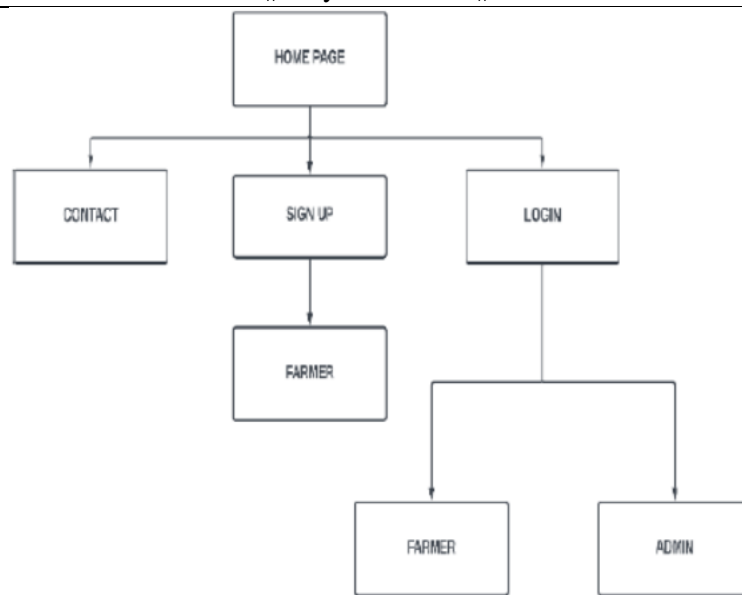 HOME PAGE
CONTACT
SIGN UP
LOGIN
FARMER
FARMER
ADMIN